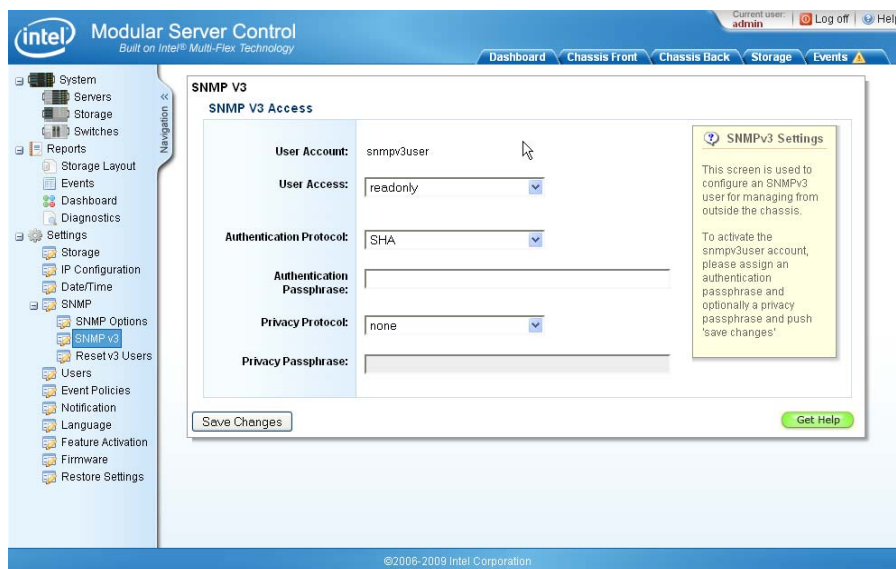 intel
Modular Server Control
Built on Intel® Multi-Flex Technology
Current user:
admin
Log off
Help
Dashboard
Chassis Front
Chassis Back
Storage
Events
Navigation
System
Servers
Storage
Switches
Reports
Storage Layout
Events
Dashboard
Diagnostics
Settings
Storage
IP Configuration
Date/Time
SNMP
SNMP Options
SNMP v3
Reset v3 Users
Users
Event Policies
Notification
Language
Feature Activation
Firmware
Restore Settings
SNMP V3
SNMP V3 Access
User Account: snmpv3user
User Access: readonly
Authentication Protocol: SHA
Authentication
Passphrase:
Privacy Protocol: none
Privacy Passphrase:
SNMPv3 Settings
This screen is used to
configure an SNMPv3
user for managing from
outside the chassis.
To activate the
snmpv3user account,
please assign an
authentication
passphrase and
optionally a privacy
passphrase and push
'save changes'
Save Changes
Get Help
©2006-2009 Intel Corporation